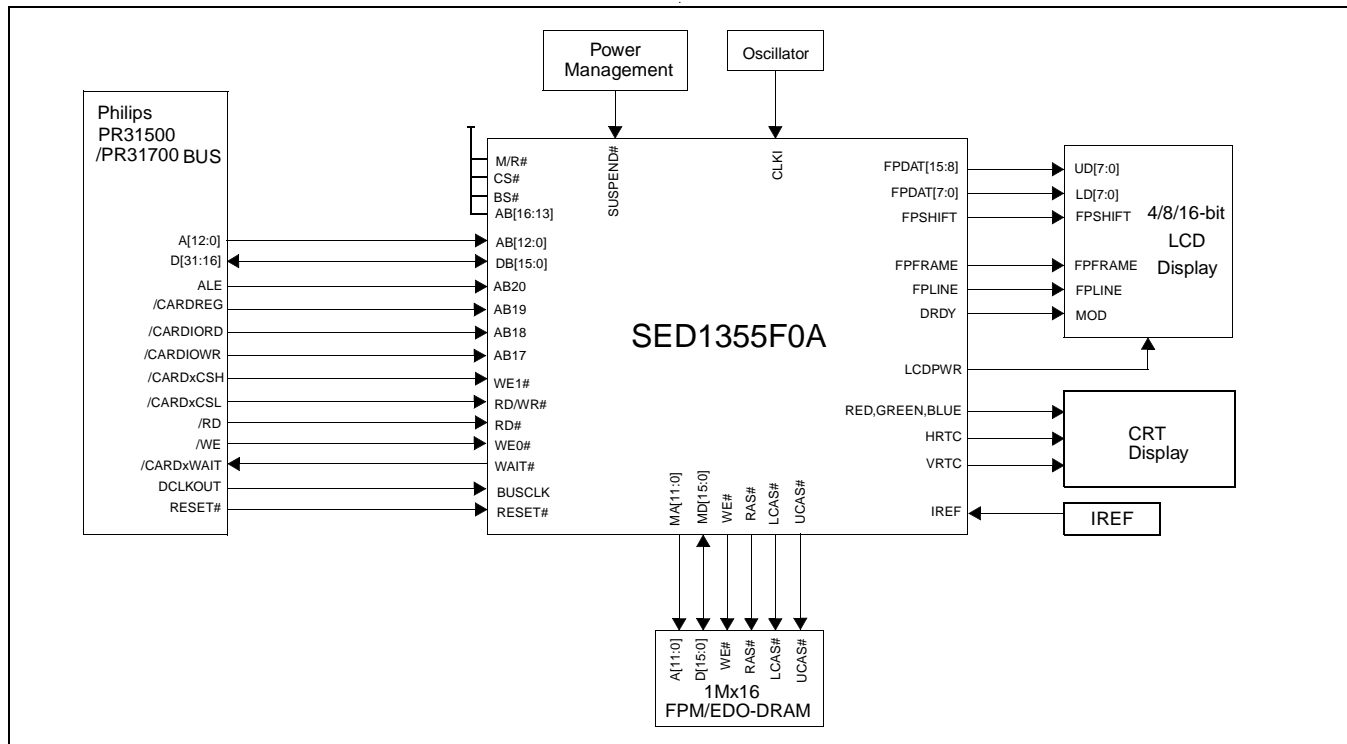 Power
Management
Oscillator
Philips
PR31500
/PR31700 BUS
A[12:0]
D[31:16]
ALE
/CARDREG
/CARDIORD
/CARDIOWR
/CARDxCSH
/CARDxCSL
/RD
/WE
/CARDxWAIT
DCLKOUT
RESET#
M/R#
CS#
BS#
AB[16:13]
AB[12:0]
DB[15:0]
AB20
AB19
AB18
AB17
WE1#
RD/WR#
RD#
WE0#
WAIT#
BUSCLK
RESET#
SUSPEND#
CLKI
SED1355F0A
FPDAT[15:8]
FPDAT[7:0]
FPSHIFT
FPFRAME
FPLINE
DRDY
LCDPWR
RED,GREEN,BLUE
HRTC
VRTC
IREF
UD[7:0]
LD[7:0]
FPSHIFT
FPFRAME
FPLINE
MOD
4/8/16-bit
LCD
Display
CRT
Display
IREF
MA[11:0]
MD[15:0]
WE#
RAS#
LCAS#
UCAS#
A[11:0]
D[15:0]
WE#
RAS#
LCAS#
UCAS#
1Mx16
FPM/EDO-DRAM